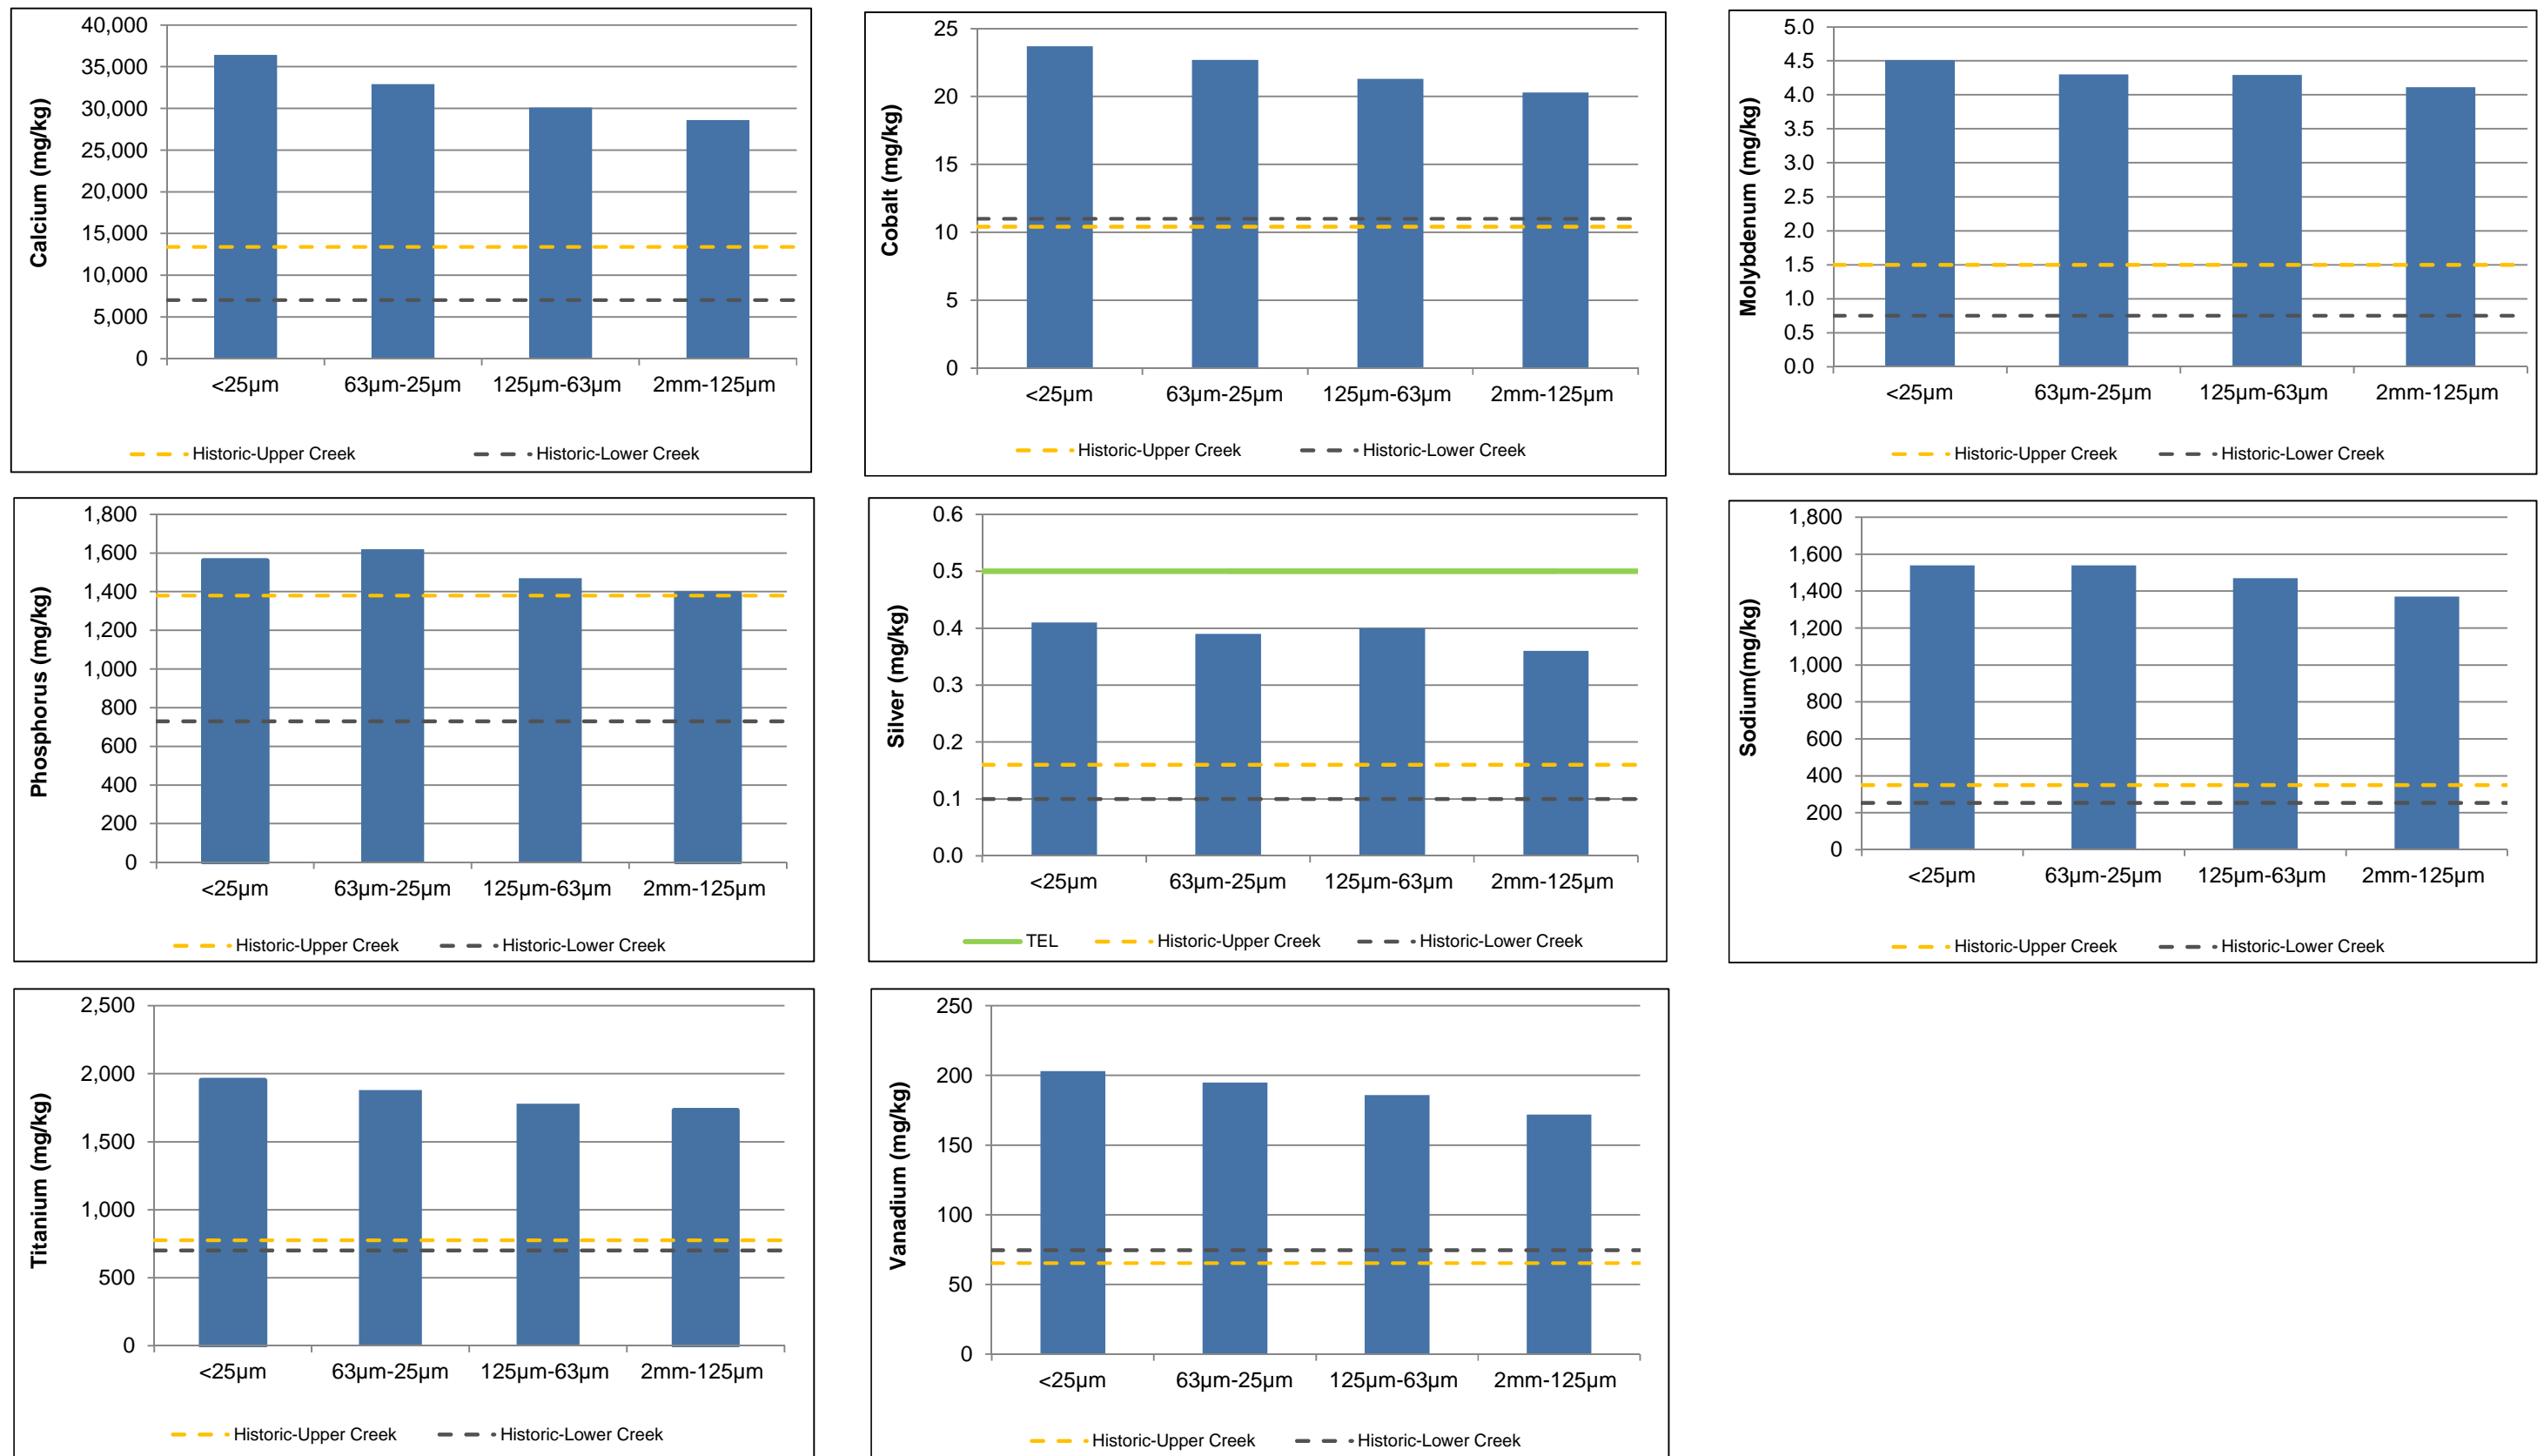 Calcium (mg/kg)
40,000
35,000
30,000
25,000
20,000
15,000
10,000
5,000
0
<25µm 63µm-25µm 125µm-63µm 2mm-125µm
Historic-Upper Creek Historic-Lower Creek
Cobalt (mg/kg)
25
20
15
10
5
0
<25µm 63µm-25µm 125µm-63µm 2mm-125µm
Historic-Upper Creek Historic-Lower Creek
Molybdenum (mg/kg)
5.0
4.5
4.0
3.5
3.0
2.5
2.0
1.5
1.0
0.5
0.0
<25µm 63µm-25µm 125µm-63µm 2mm-125µm
Historic-Upper Creek Historic-Lower Creek
Phosphorus (mg/kg)
1,800
1,600
1,400
1,200
1,000
800
600
400
200
0
<25µm 63µm-25µm 125µm-63µm 2mm-125µm
Historic-Upper Creek Historic-Lower Creek
Silver (mg/kg)
0.6
0.5
0.4
0.3
0.2
0.1
0.0
<25µm 63µm-25µm 125µm-63µm 2mm-125µm
TEL Historic-Upper Creek Historic-Lower Creek
Sodium(mg/kg)
1,800
1,600
1,400
1,200
1,000
800
600
400
200
0
<25µm 63µm-25µm 125µm-63µm 2mm-125µm
Historic-Upper Creek Historic-Lower Creek
Titanium (mg/kg)
2,500
2,000
1,500
1,000
500
0
<25µm 63µm-25µm 125µm-63µm 2mm-125µm
Historic-Upper Creek Historic-Lower Creek
Vanadium (mg/kg)
250
200
150
100
50
0
<25µm 63µm-25µm 125µm-63µm 2mm-125µm
Historic-Upper Creek Historic-Lower Creek